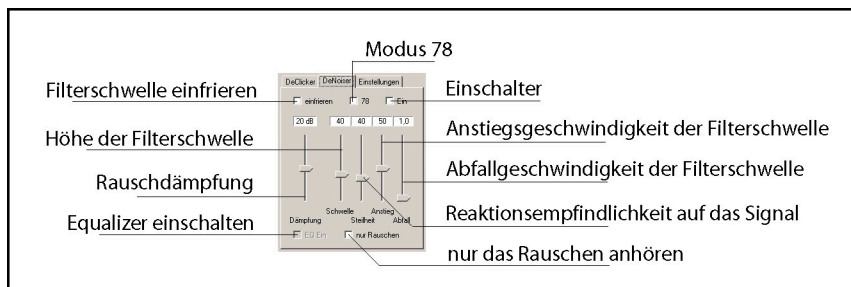 Modus 78
DeClicker DeNoiser Einstellungen
Filterschwelle einfrieren
Einschalter
einfrieren 78 Ein
20 dB 40 40 50 1,0
Anstiegsgeschwindigkeit der Filterschwelle
Höhe der Filterschwelle
Abfallgeschwindigkeit der Filterschwelle
Rauschdämpfung
Reaktionsempfindlichkeit auf das Signal
Schwelle Anstieg
Dämpfung Steilheit Abfall
Equalizer einschalten
EQ Ein nur Rauschen
nur das Rauschen anhören